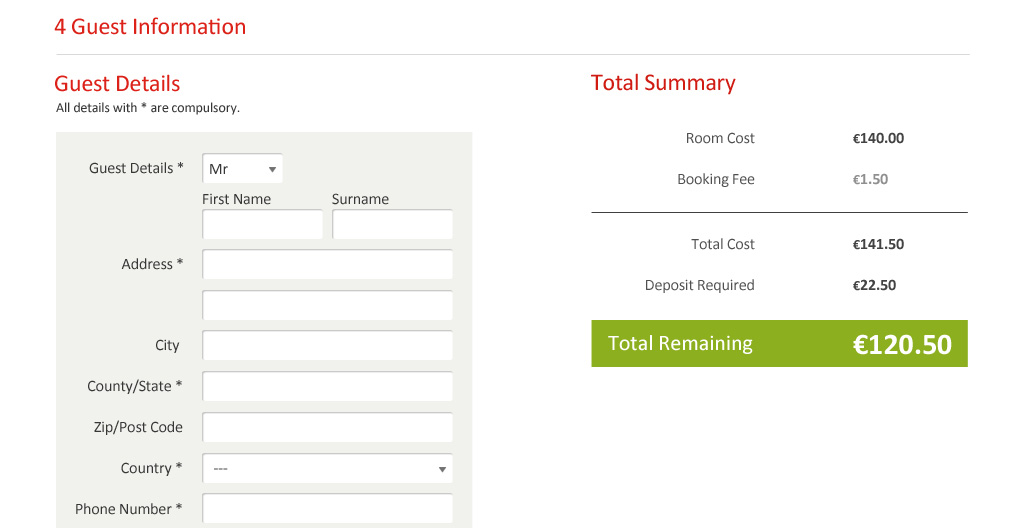 4 Guest Information
Guest Details
All details with * are compulsory.
Guest Details *
Mr
First Name
Surname
Address *
City
County/State *
Zip/Post Code
Country *
---
Phone Number *
Total Summary
Room Cost €140.00
Booking Fee €1.50
Total Cost €141.50
Deposit Required €22.50
Total Remaining €120.50